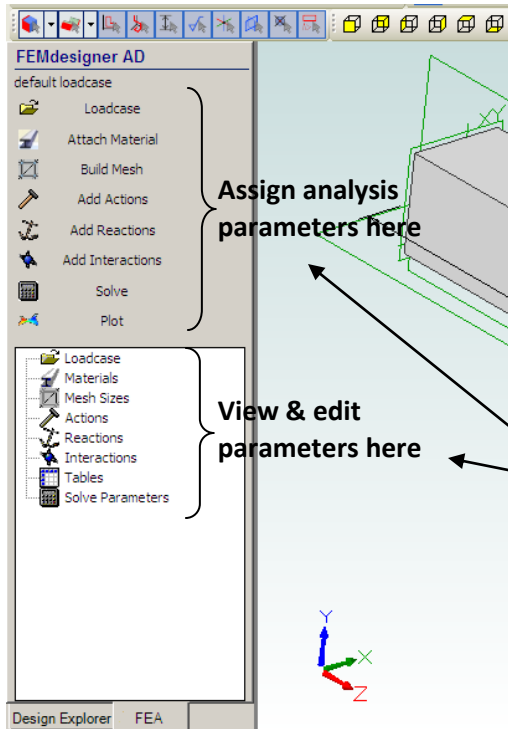 FEMdesigner AD
default loadcase
Loadcase
Attach Material
Build Mesh
Add Actions
Add Reactions
Add Interactions
Solve
Plot
Assign analysis
parameters here
XY
Loadcase
Materials
Mesh Sizes
Actions
Reactions
Interactions
Tables
Solve Parameters
View & edit
parameters here
Y
X
Z
Design Explorer
FEA